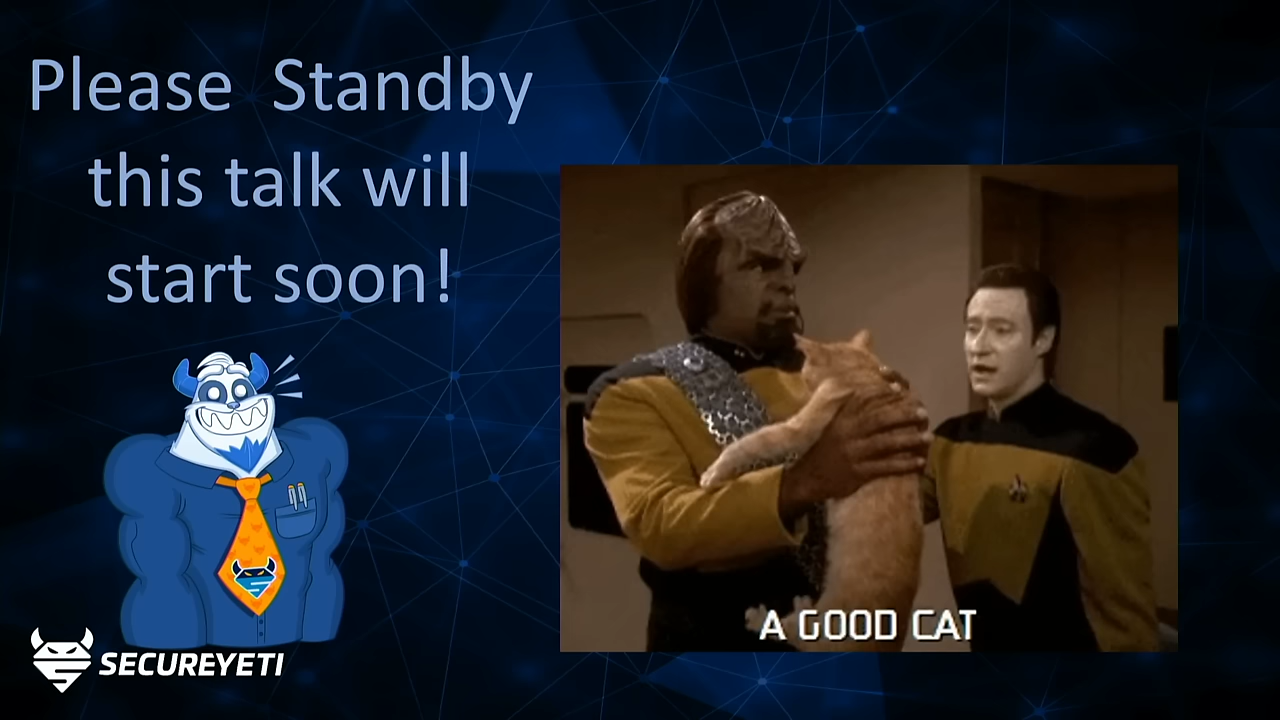 Please Standby
this talk will
start soon!
A GOOD CAT
SECUREYETI